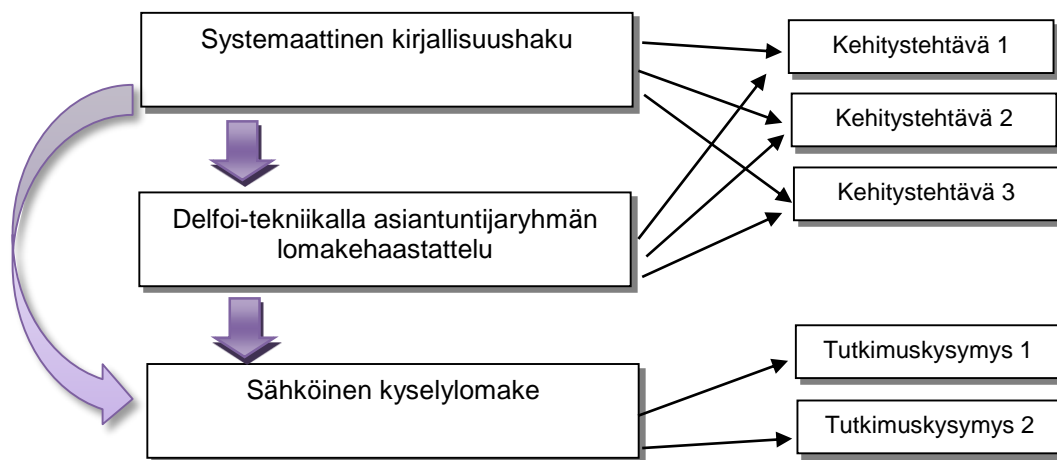 Systemaattinen kirjallisuushaku
Kehitystehtävä 1
Kehitystehtävä 2
Kehitystehtävä 3
Delfoi-tekniikalla asiantuntijaryhmän
lomakehaastattelu
Sähköinen kyselylomake
Tutkimuskysymys 1
Tutkimuskysymys 2